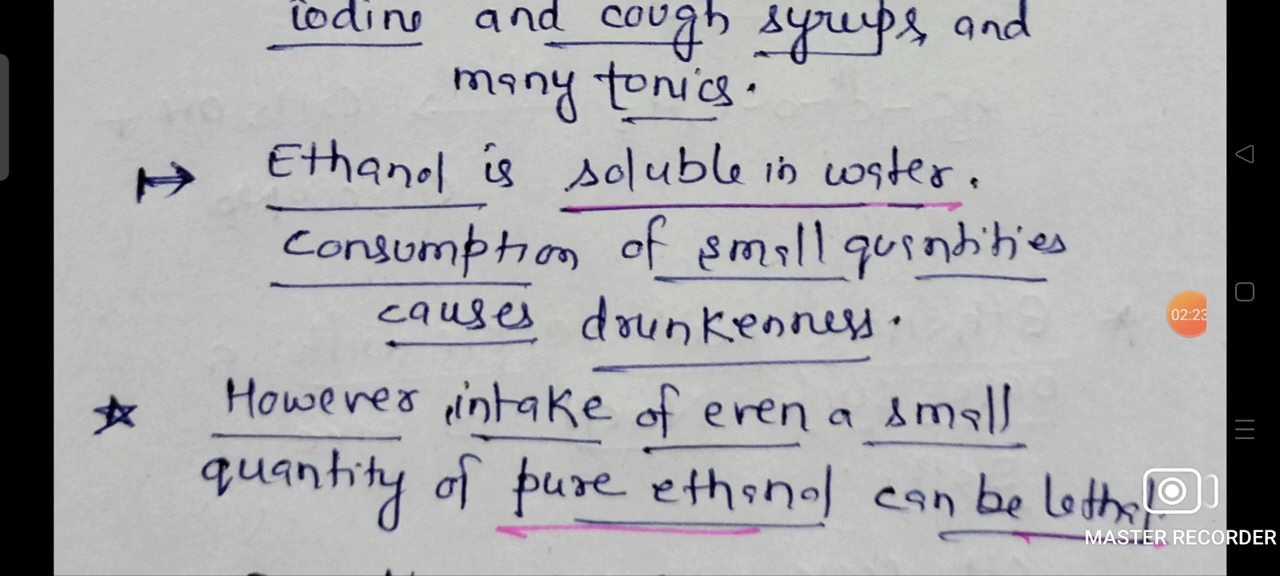 iodine and cough syrups, and
many tonics.
Ethanol is soluble in water.
Consumption of small quantities
causes drunkenness.
However intake of even a small
quantity of pure ethanol can be lethal.
02:23
MASTER RECORDER